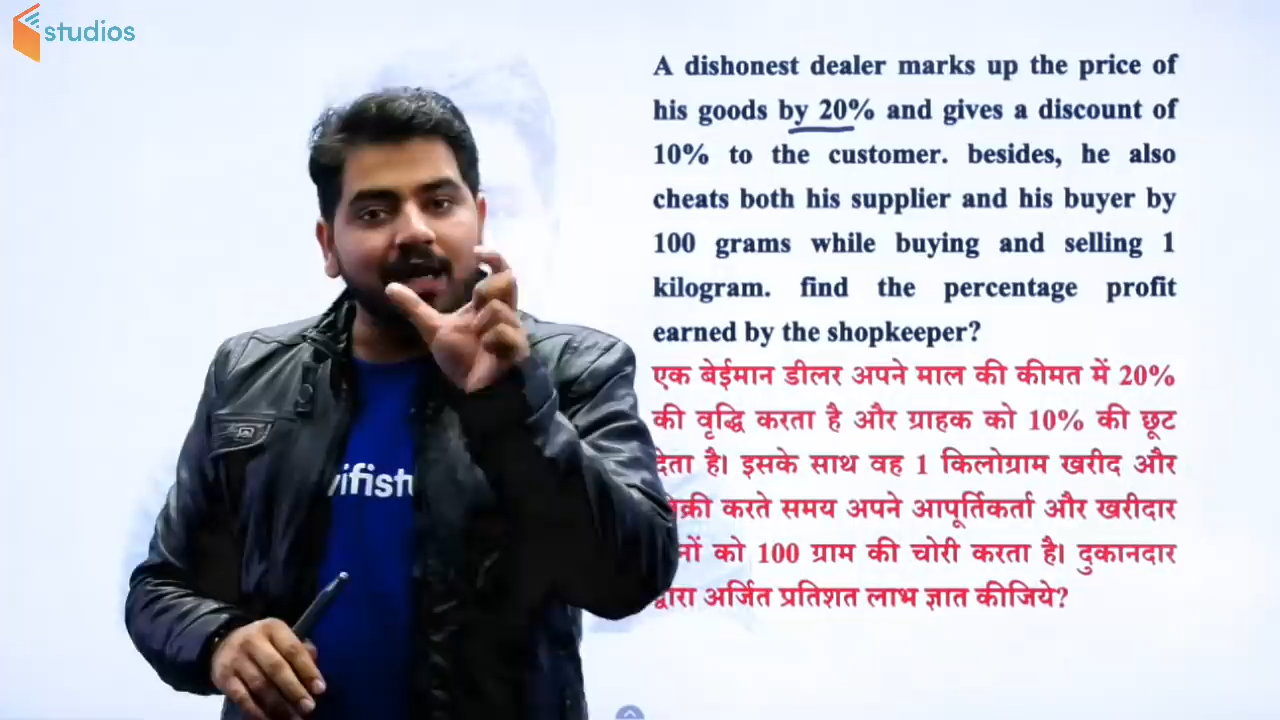 studios
A dishonest dealer marks up the price of
his goods by 20% and gives a discount of
10% to the customer. besides, he also
cheats both his supplier and his buyer by
100 grams while buying and selling 1
kilogram. find the percentage profit
earned by the shopkeeper?
एक बेईमान डीलर अपने माल की कीमत में 20%
की वृद्धि करता है और ग्राहक को 10% की छूट
देता है। इसके साथ वह 1 किलोग्राम खरीद और
करते समय अपने आपूर्तिकर्ता और खरीदार
को 100 ग्राम की चोरी करता है। दुकानदार
द्वारा अर्जित प्रतिशत लाभ ज्ञात कीजिये?
ifist